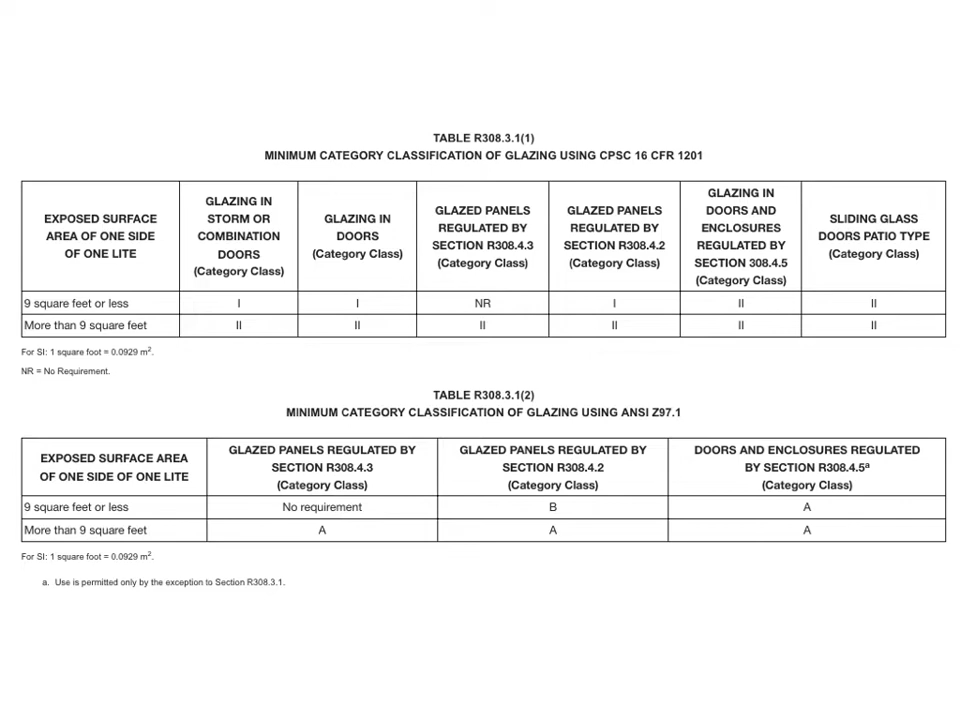 TABLE R308.3.1(1)
MINIMUM CATEGORY CLASSIFICATION OF GLAZING USING CPSC 16 CFR 1201
EXPOSED SURFACE
AREA OF ONE SIDE
OF ONE LITE
GLAZING IN
STORM OR
COMBINATION
DOORS
(Category Class)
GLAZING IN
DOORS
(Category Class)
GLAZED PANELS
REGULATED BY
SECTION R308.4.3
(Category Class)
GLAZED PANELS
REGULATED BY
SECTION R308.4.2
(Category Class)
GLAZING IN
DOORS AND
ENCLOSURES
REGULATED BY
SECTION 308.4.5
(Category Class)
SLIDING GLASS
DOORS PATIO TYPE
(Category Class)
9 square feet or less I I NR I II II
More than 9 square feet II II II II II II
For SI: 1 square foot = 0.0929 m².
NR = No Requirement.
TABLE R308.3.1(2)
MINIMUM CATEGORY CLASSIFICATION OF GLAZING USING ANSI Z97.1
EXPOSED SURFACE AREA
OF ONE SIDE OF ONE LITE
GLAZED PANELS REGULATED BY
SECTION R308.4.3
(Category Class)
GLAZED PANELS REGULATED BY
SECTION R308.4.2
(Category Class)
DOORS AND ENCLOSURES REGULATED
BY SECTION R308.4.5ª
(Category Class)
9 square feet or less No requirement B A
More than 9 square feet A A A
For SI: 1 square foot = 0.0929 m².
a. Use is permitted only by the exception to Section R308.3.1.